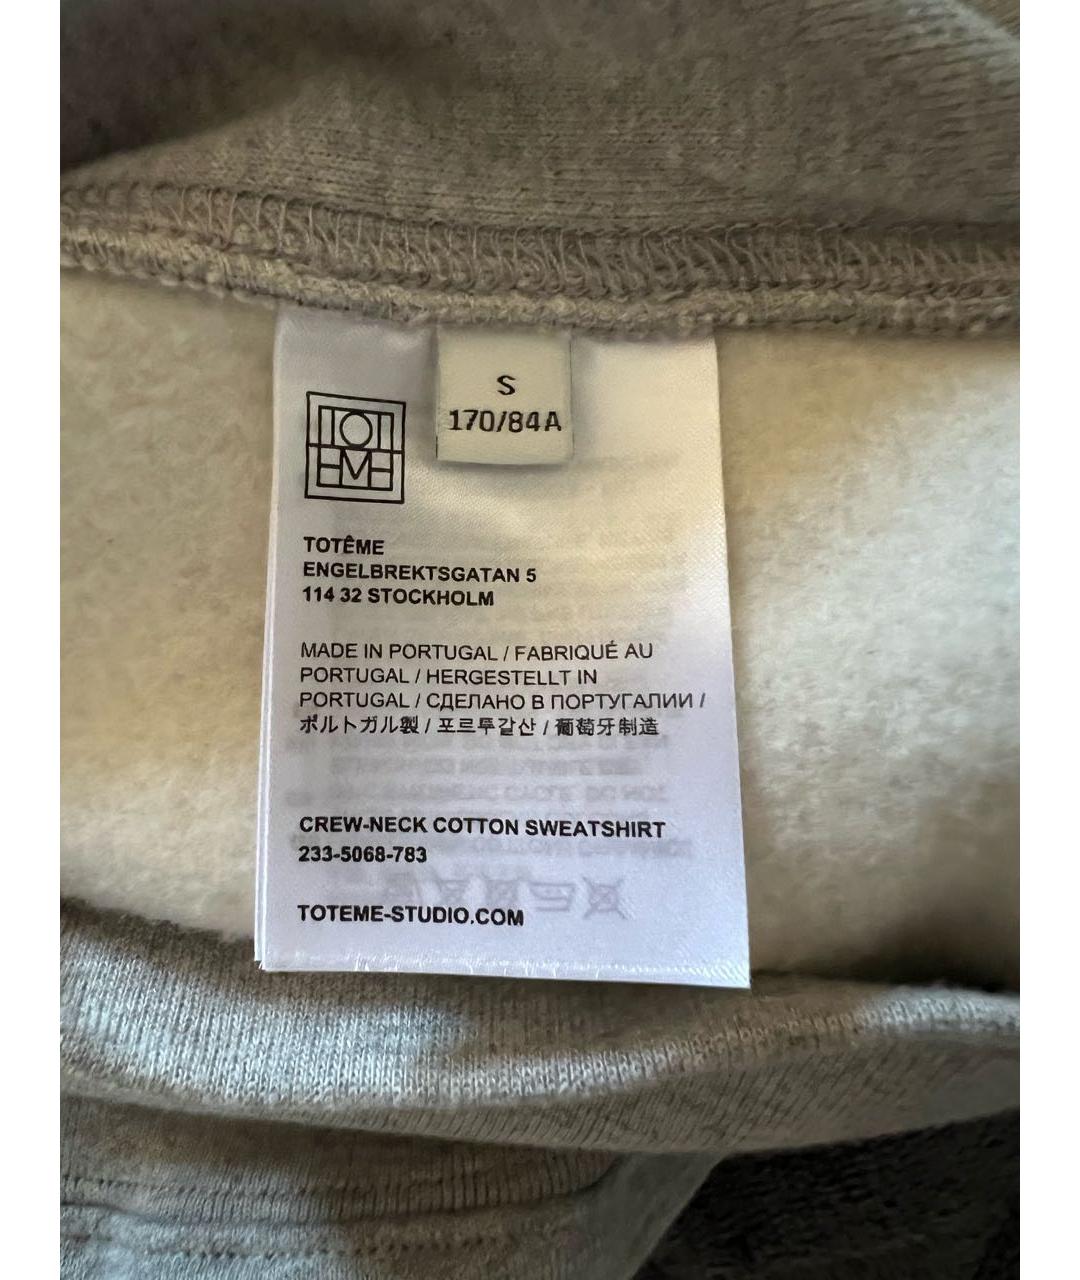 S
170/84A
TOTEME
TOTÊME
ENGELBREKTSGATAN 5
114 32 STOCKHOLM
MADE IN PORTUGAL / FABRIQUÉ AU
PORTUGAL / HERGESTELLT IN
PORTUGAL / СДЕЛАНО В ПОРТУГАЛИИ /
ポルトガル製 / 포르투갈산 / 葡萄牙制造
CREW-NECK COTTON SWEATSHIRT
233-5068-783
TOTEME-STUDIO.COM